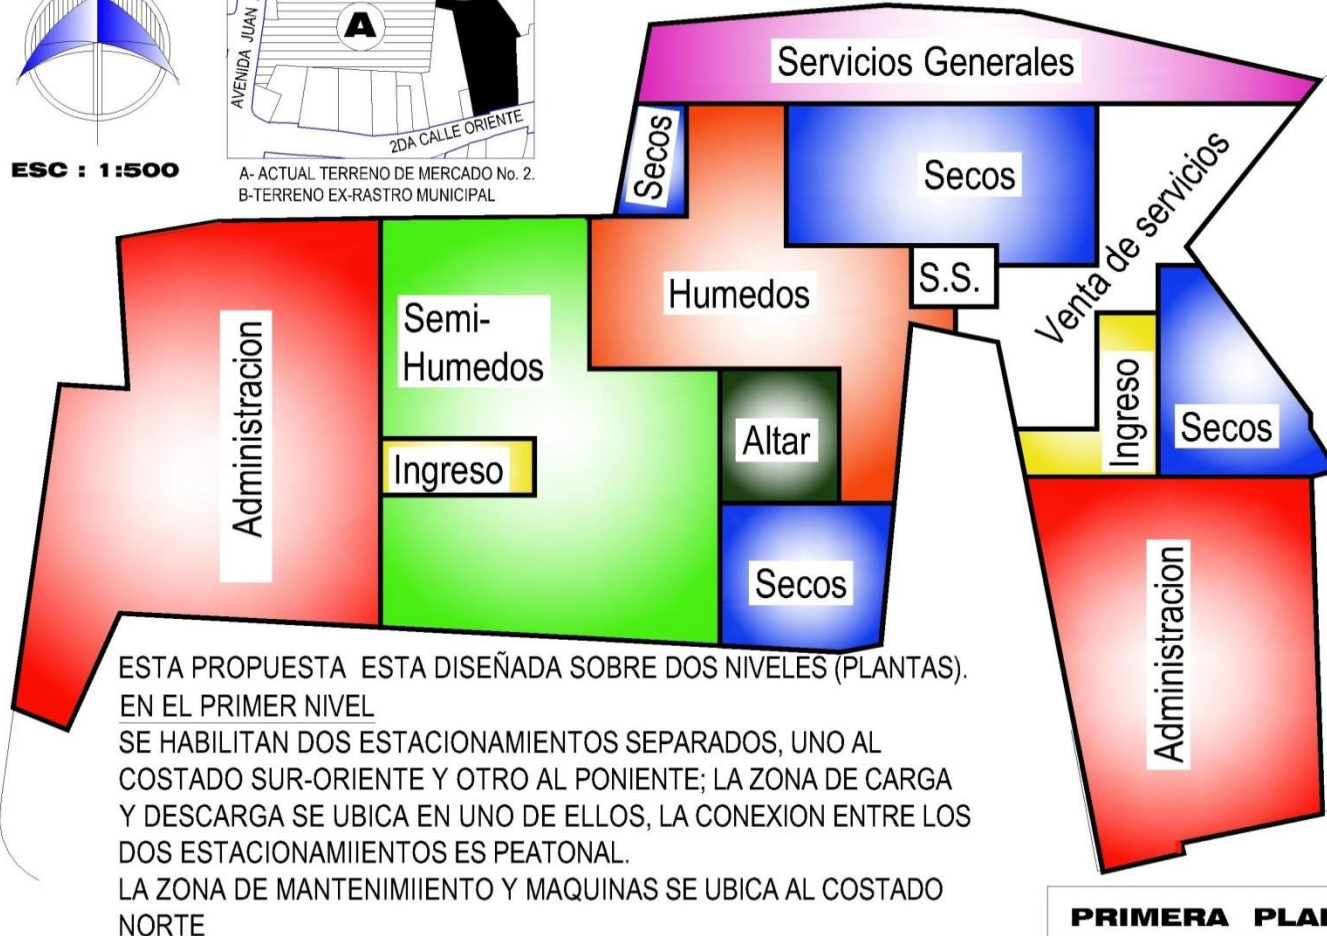 A
AVENIDA JUAN
2DA CALLE ORIENTE
ESC : 1:500
A- ACTUAL TERRENO DE MERCADO No. 2.
B-TERRENO EX-RASTRO MUNICIPAL
Servicios Generales
Secos
Secos
Venta de servicios
Humedos
S.S.
Semi-
Humedos
Administracion
Ingreso
Altar
Ingreso
Secos
Secos
Administracion
ESTA PROPUESTA ESTA DISEÑADA SOBRE DOS NIVELES (PLANTAS).
EN EL PRIMER NIVEL
SE HABILITAN DOS ESTACIONAMIENTOS SEPARADOS, UNO AL
COSTADO SUR-ORIENTE Y OTRO AL PONIENTE; LA ZONA DE CARGA
Y DESCARGA SE UBICA EN UNO DE ELLOS, LA CONEXION ENTRE LOS
DOS ESTACIONAMIIENTOS ES PEATONAL.
LA ZONA DE MANTENIMIIENTO Y MAQUINAS SE UBICA AL COSTADO
NORTE
PRIMERA